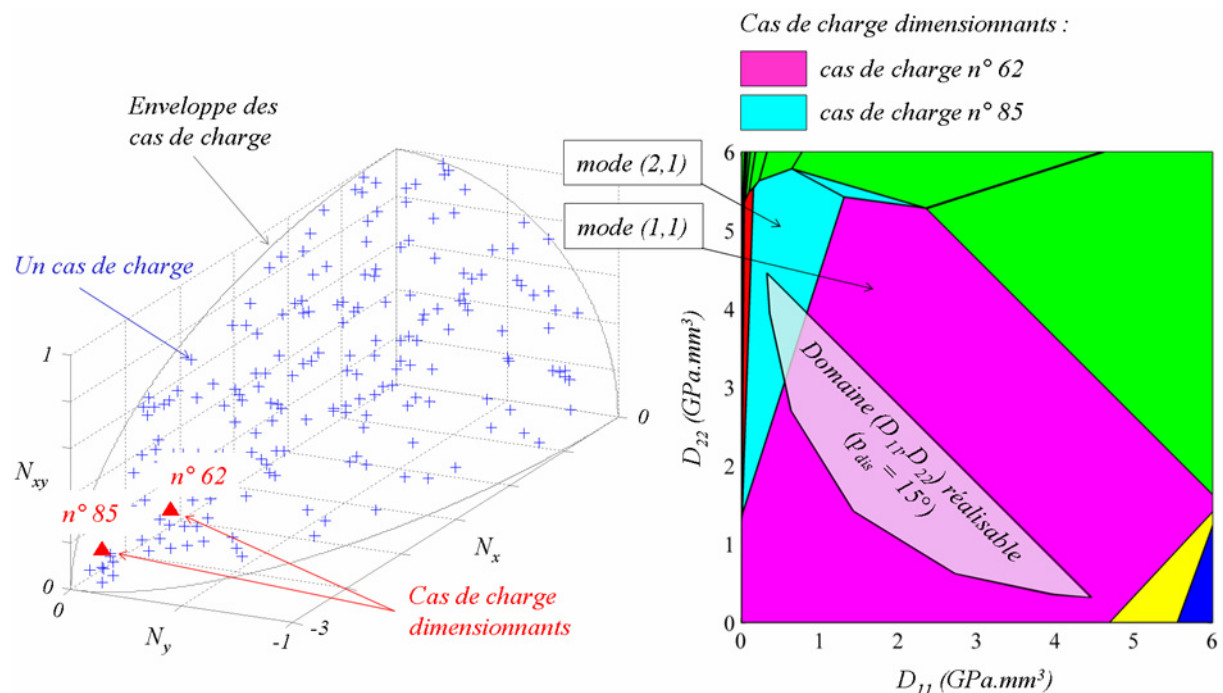 Cas de charge dimensionnants :
cas de charge n° 62
cas de charge n° 85
Enveloppe des
cas de charge
Un cas de charge
1
N_xy
0
0
N_y
-1
-3
N_x
0
n° 62
n° 85
Cas de charge
dimensionnants
mode (2,1)
mode (1,1)
6
5
4
3
2
1
0
D_22 (GPa.mm³)
Domaine (D_11, D_22) réalisable
(p_dis = 15°)
0
1
2
3
4
5
6
D_11 (GPa.mm³)